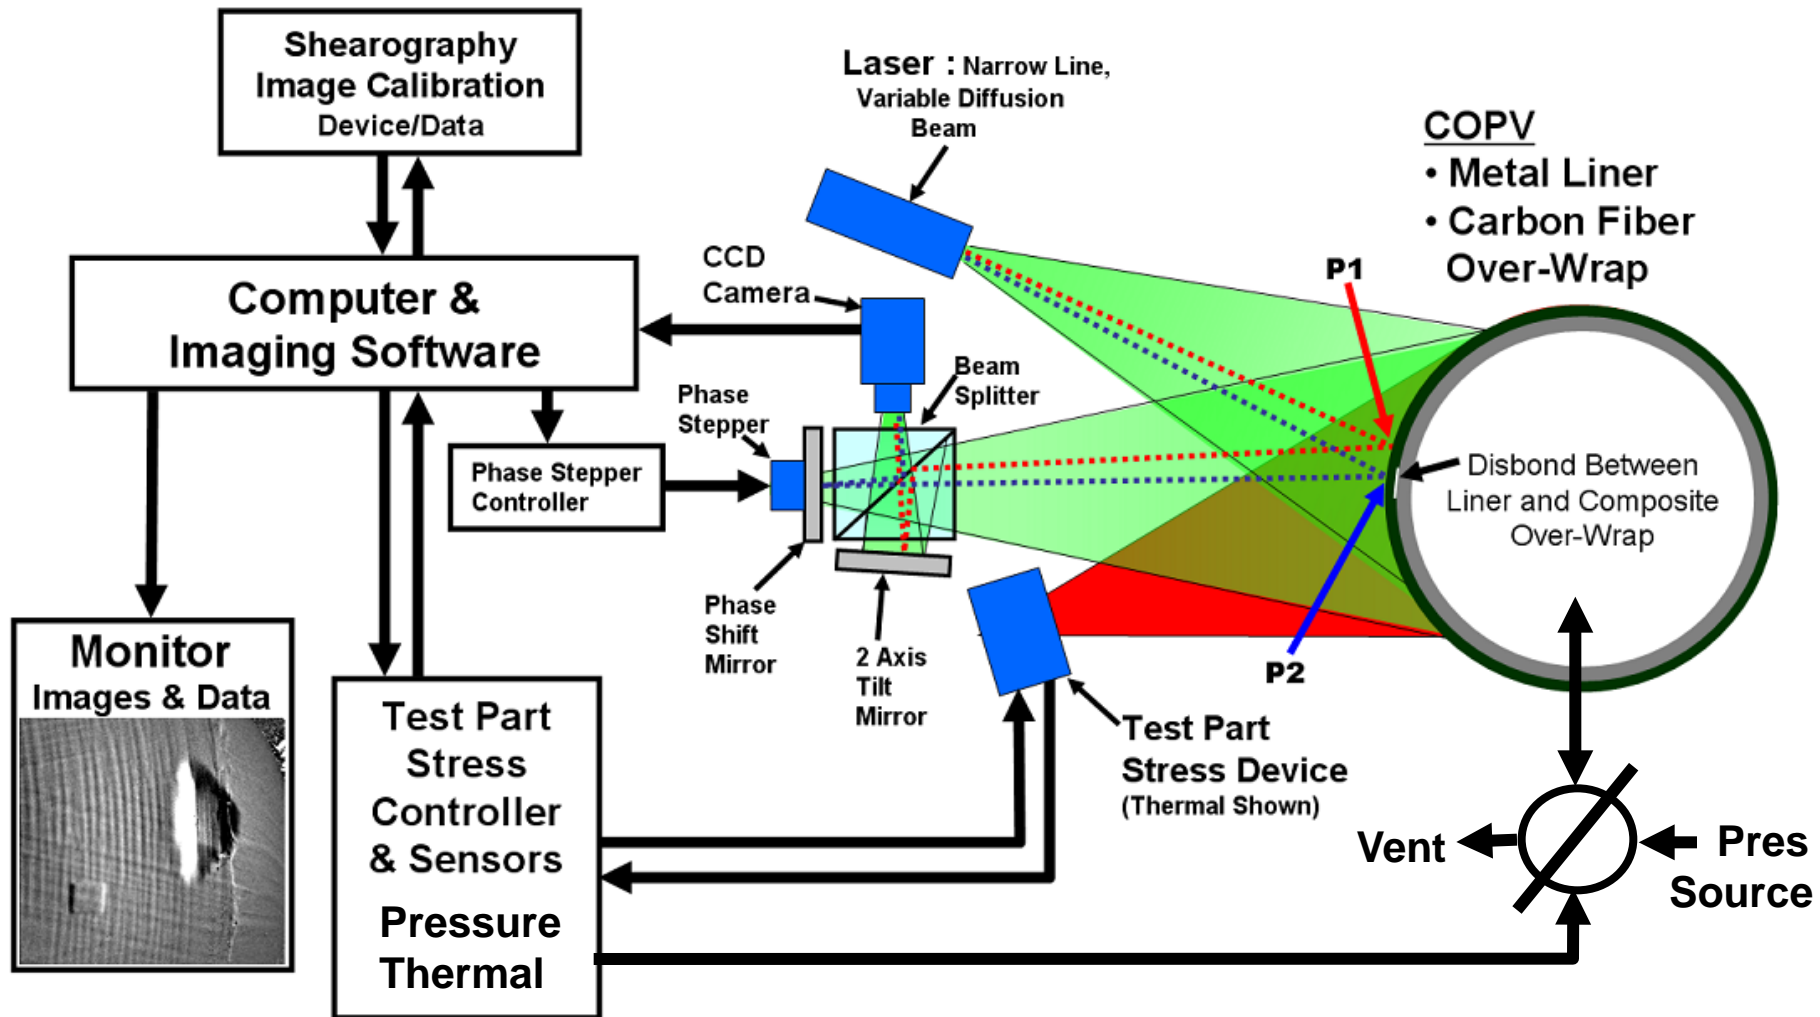 Shearography
Image Calibration
Device/Data
Laser : Narrow Line,
Variable Diffusion
Beam
COPV
• Metal Liner
• Carbon Fiber
Over-Wrap
P1
CCD
Camera
Computer &
Imaging Software
Beam
Splitter
Phase
Stepper
Phase Stepper
Controller
Disbond Between
Liner and Composite
Over-Wrap
Phase
Shift
Mirror
2 Axis
Tilt
Mirror
P2
Monitor
Images & Data
Test Part
Stress
Controller
& Sensors
Pressure
Thermal
Test Part
Stress Device
(Thermal Shown)
Vent
Pres
Source